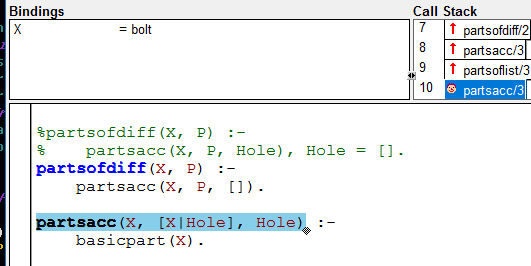 Bindings
Call Stack
X = bolt
7 partsofdiff/2
8 partsacc/3
9 partsoflist/3
10 partsacc/3
%partsofdiff(X, P) :-
% partsacc(X, P, Hole), Hole = [].
partsofdiff(X, P) :-
partsacc(X, P, []).
partsacc(X, [X|Hole], Hole) :-
basicpart(X).